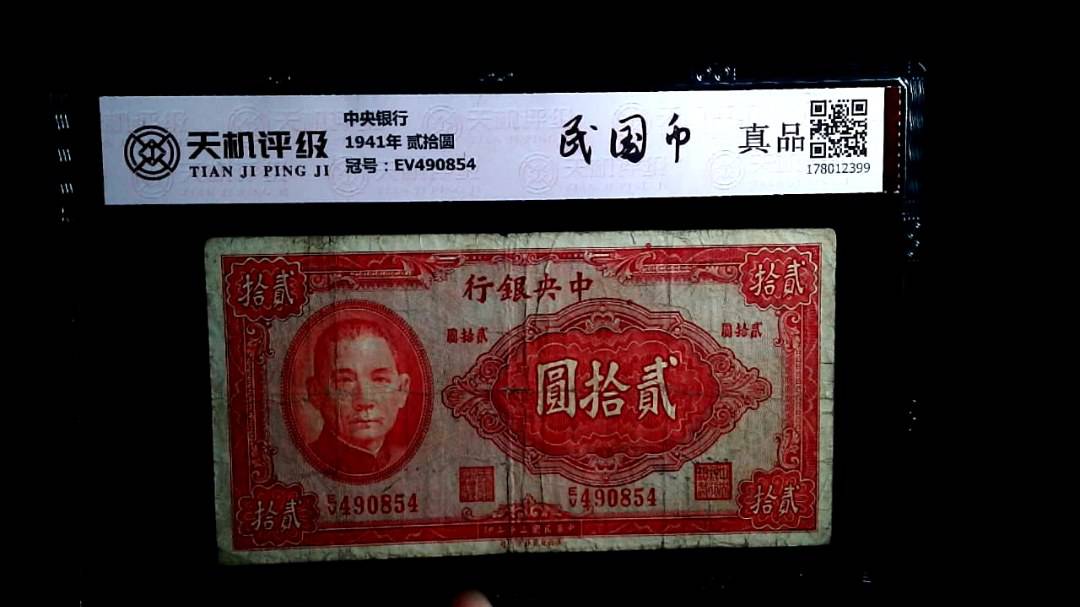 天机评级
TIAN JI PING JI
中央银行
1941年 贰拾圆
冠号：EV490854
民国币
真品
178012399
拾貳
行銀央中
拾貳
圓拾貳
圓拾貳
圓拾貳
EV490854
EV490854
拾貳
拾貳